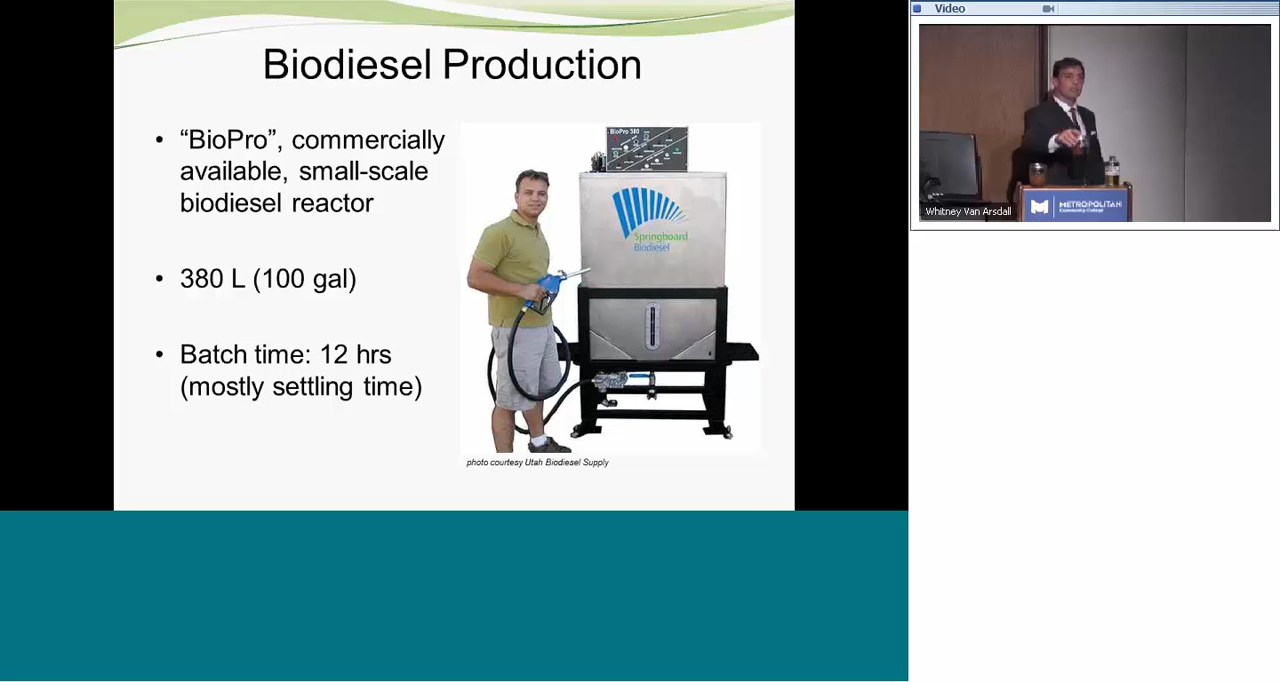 Biodiesel Production
• “BioPro”, commercially
available, small-scale
biodiesel reactor
• 380 L (100 gal)
• Batch time: 12 hrs
(mostly settling time)
BioPro 380
Springboard
Biodiesel
photo courtesy Utah Biodiesel Supply
Video
Whitney Van Arsdall
METROPOLITAN
Community College